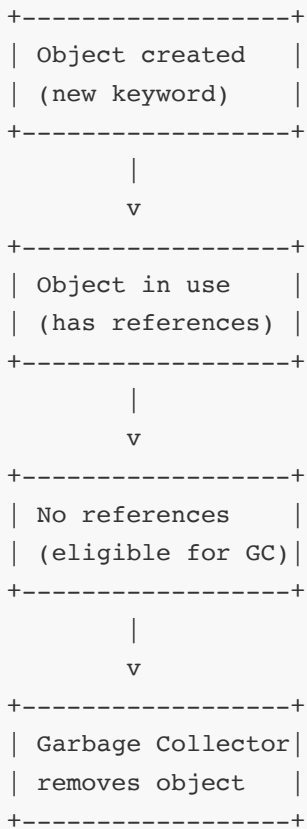 +------------------+
| Object created   |
| (new keyword)    |
+------------------+
        |
        v
+------------------+
| Object in use    |
| (has references) |
+------------------+
        |
        v
+------------------+
| No references    |
| (eligible for GC)|
+------------------+
        |
        v
+------------------+
| Garbage Collector|
| removes object   |
+------------------+